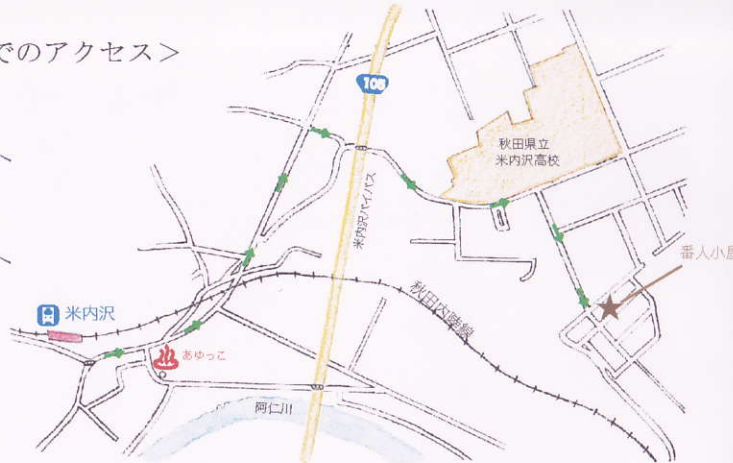 でのアクセス＞
105
秋田県立
米内沢高校
米内沢バイパス
番人小屋
米内沢
秋田内陸線
あゆっこ
阿仁川